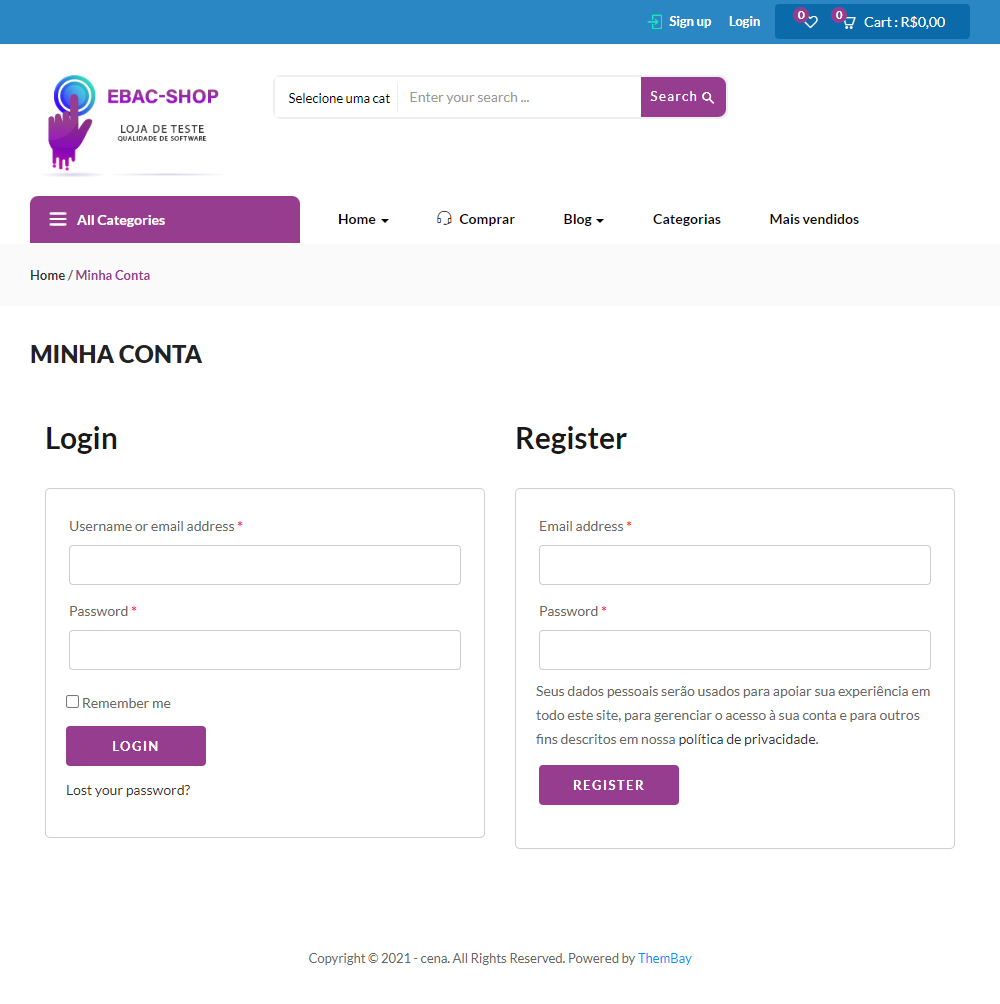 Sign up Login 0 0 Cart : R$0,00
EBAC-SHOP
LOJA DE TESTE
QUALIDADE DE SOFTWARE
Selecione uma cat Enter your search ... Search
All Categories Home Comprar Blog Categorias Mais vendidos
Home / Minha Conta
MINHA CONTA
Login
Username or email address *
Password *
Remember me
LOGIN
Lost your password?
Register
Email address *
Password *
Seus dados pessoais serão usados para apoiar sua experiência em
todo este site, para gerenciar o acesso à sua conta e para outros
fins descritos em nossa política de privacidade.
REGISTER
Copyright © 2021 - cena. All Rights Reserved. Powered by ThemBay